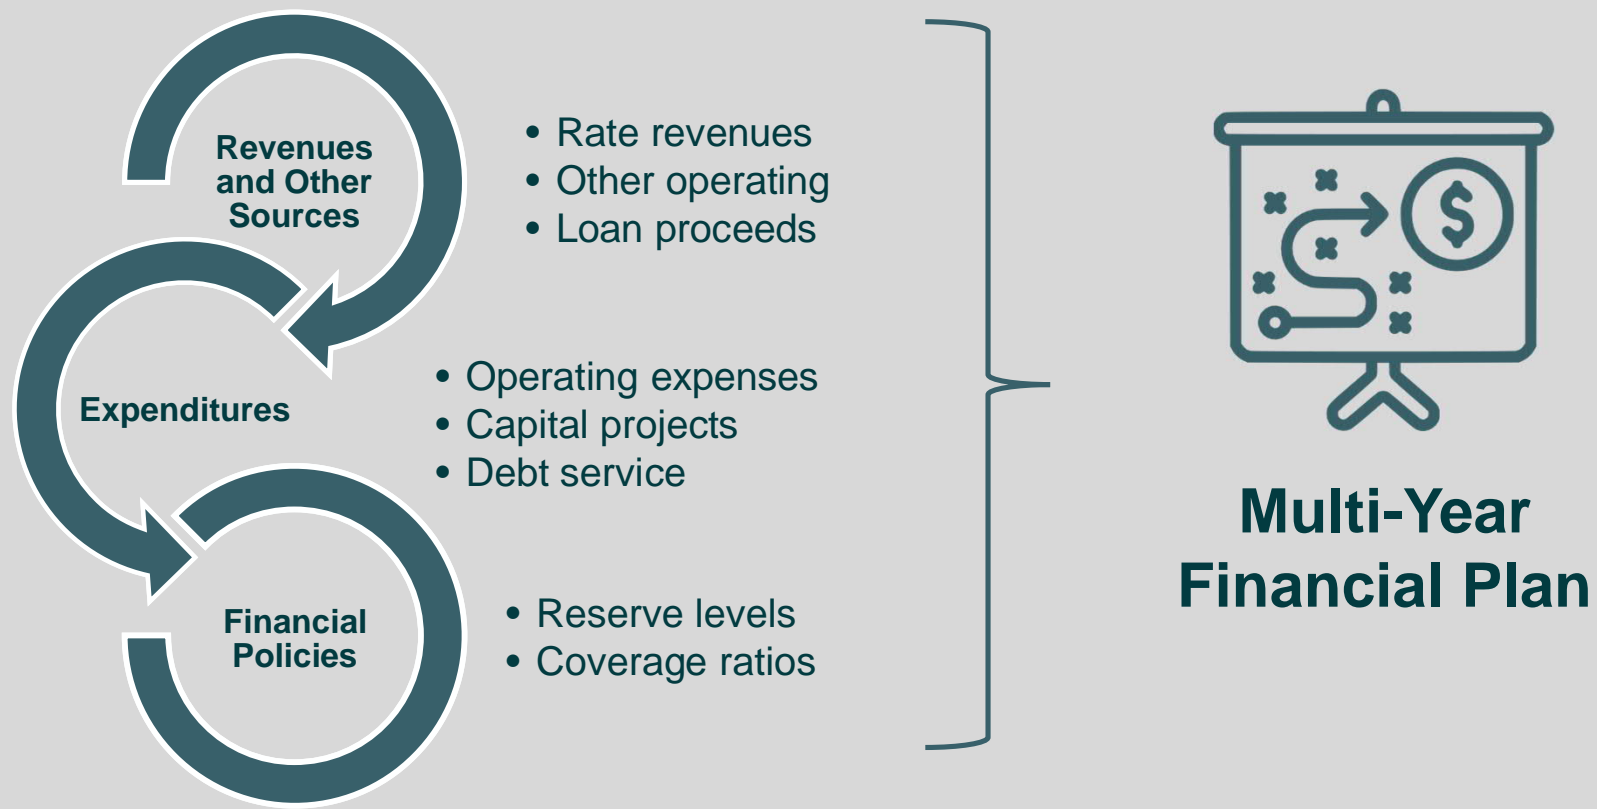 Revenues
and Other
Sources
• Rate revenues
• Other operating
• Loan proceeds
Expenditures
• Operating expenses
• Capital projects
• Debt service
Financial
Policies
• Reserve levels
• Coverage ratios
$
Multi-Year
Financial Plan